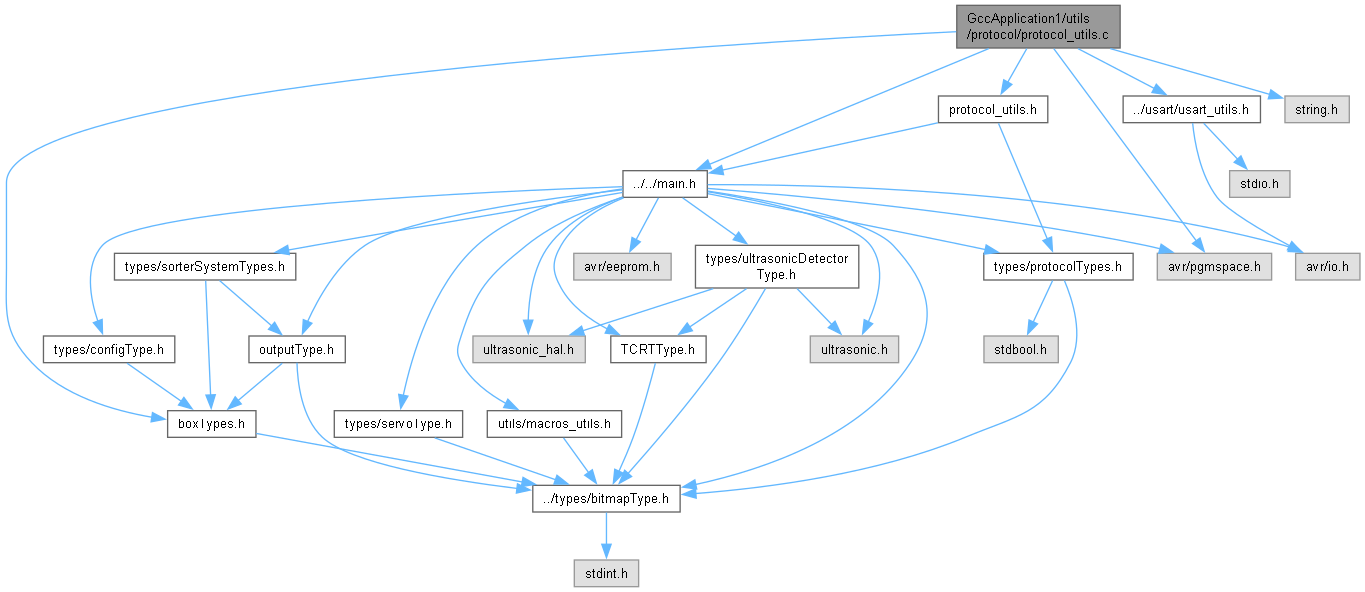 GccApplication1/utils
/protocol/protocol_utils.c
protocol_utils.h
../usart/usart_utils.h
string.h
../../main.h
stdio.h
types/sorterSystemTypes.h
avr/eeprom.h
types/ultrasonicDetector
Type.h
types/protocolTypes.h
avr/pgmspace.h
avr/io.h
types/configType.h
outputType.h
ultrasonic_hal.h
TCRTType.h
ultrasonic.h
stdbool.h
boxTypes.h
types/servoType.h
utils/macros_utils.h
../types/bitmapType.h
stdint.h